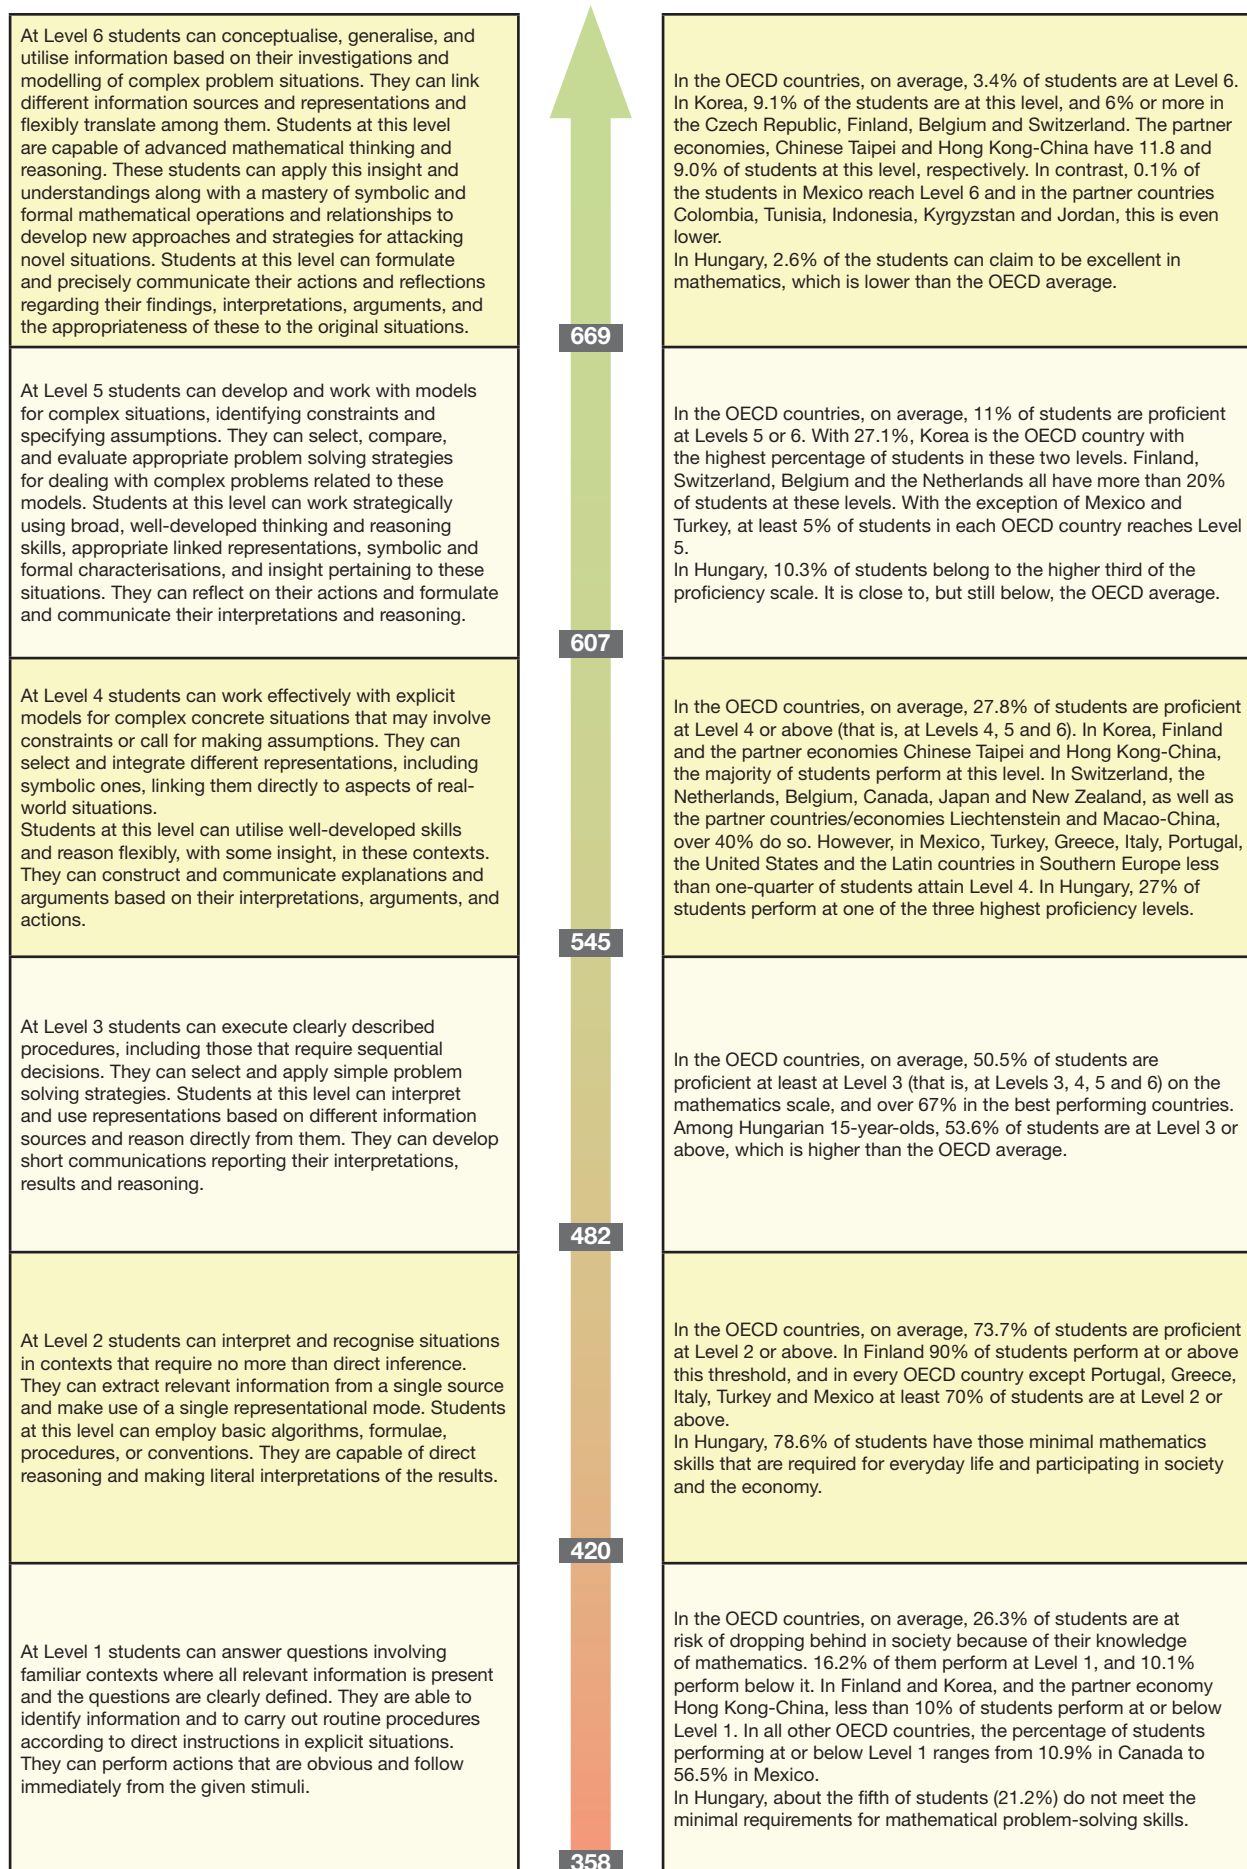 At Level 6 students can conceptualise, generalise, and
utilise information based on their investigations and
modelling of complex problem situations. They can link
different information sources and representations and
flexibly translate among them. Students at this level
are capable of advanced mathematical thinking and
reasoning. These students can apply this insight and
understandings along with a mastery of symbolic and
formal mathematical operations and relationships to
develop new approaches and strategies for attacking
novel situations. Students at this level can formulate
and precisely communicate their actions and reflections
regarding their findings, interpretations, arguments, and
the appropriateness of these to the original situations.
669
In the OECD countries, on average, 3.4% of students are at Level 6.
In Korea, 9.1% of the students are at this level, and 6% or more in
the Czech Republic, Finland, Belgium and Switzerland. The partner
economies, Chinese Taipei and Hong Kong-China have 11.8 and
9.0% of students at this level, respectively. In contrast, 0.1% of
the students in Mexico reach Level 6 and in the partner countries
Colombia, Tunisia, Indonesia, Kyrgyzstan and Jordan, this is even
lower.
In Hungary, 2.6% of the students can claim to be excellent in
mathematics, which is lower than the OECD average.
At Level 5 students can develop and work with models
for complex situations, identifying constraints and
specifying assumptions. They can select, compare,
and evaluate appropriate problem solving strategies
for dealing with complex problems related to these
models. Students at this level can work strategically
using broad, well-developed thinking and reasoning
skills, appropriate linked representations, symbolic and
formal characterisations, and insight pertaining to these
situations. They can reflect on their actions and formulate
and communicate their interpretations and reasoning.
607
In the OECD countries, on average, 11% of students are proficient
at Levels 5 or 6. With 27.1%, Korea is the OECD country with
the highest percentage of students in these two levels. Finland,
Switzerland, Belgium and the Netherlands all have more than 20%
of students at these levels. With the exception of Mexico and
Turkey, at least 5% of students in each OECD country reaches Level
5.
In Hungary, 10.3% of students belong to the higher third of the
proficiency scale. It is close to, but still below, the OECD average.
At Level 4 students can work effectively with explicit
models for complex concrete situations that may involve
constraints or call for making assumptions. They can
select and integrate different representations, including
symbolic ones, linking them directly to aspects of real-
world situations.
Students at this level can utilise well-developed skills
and reason flexibly, with some insight, in these contexts.
They can construct and communicate explanations and
arguments based on their interpretations, arguments, and
actions.
545
In the OECD countries, on average, 27.8% of students are proficient
at Level 4 or above (that is, at Levels 4, 5 and 6). In Korea, Finland
and the partner economies Chinese Taipei and Hong Kong-China,
the majority of students perform at this level. In Switzerland, the
Netherlands, Belgium, Canada, Japan and New Zealand, as well as
the partner countries/economies Liechtenstein and Macao-China,
over 40% do so. However, in Mexico, Turkey, Greece, Italy, Portugal,
the United States and the Latin countries in Southern Europe less
than one-quarter of students attain Level 4. In Hungary, 27% of
students perform at one of the three highest proficiency levels.
At Level 3 students can execute clearly described
procedures, including those that require sequential
decisions. They can select and apply simple problem
solving strategies. Students at this level can interpret
and use representations based on different information
sources and reason directly from them. They can develop
short communications reporting their interpretations,
results and reasoning.
482
In the OECD countries, on average, 50.5% of students are
proficient at least at Level 3 (that is, at Levels 3, 4, 5 and 6) on the
mathematics scale, and over 67% in the best performing countries.
Among Hungarian 15-year-olds, 53.6% of students are at Level 3 or
above, which is higher than the OECD average.
At Level 2 students can interpret and recognise situations
in contexts that require no more than direct inference.
They can extract relevant information from a single source
and make use of a single representational mode. Students
at this level can employ basic algorithms, formulae,
procedures, or conventions. They are capable of direct
reasoning and making literal interpretations of the results.
420
In the OECD countries, on average, 73.7% of students are proficient
at Level 2 or above. In Finland 90% of students perform at or above
this threshold, and in every OECD country except Portugal, Greece,
Italy, Turkey and Mexico at least 70% of students are at Level 2 or
above.
In Hungary, 78.6% of students have those minimal mathematics
skills that are required for everyday life and participating in society
and the economy.
At Level 1 students can answer questions involving
familiar contexts where all relevant information is present
and the questions are clearly defined. They are able to
identify information and to carry out routine procedures
according to direct instructions in explicit situations.
They can perform actions that are obvious and follow
immediately from the given stimuli.
358
In the OECD countries, on average, 26.3% of students are at
risk of dropping behind in society because of their knowledge
of mathematics. 16.2% of them perform at Level 1, and 10.1%
perform below it. In Finland and Korea, and the partner economy
Hong Kong-China, less than 10% of students perform at or below
Level 1. In all other OECD countries, the percentage of students
performing at or below Level 1 ranges from 10.9% in Canada to
56.5% in Mexico.
In Hungary, about the fifth of students (21.2%) do not meet the
minimal requirements for mathematical problem-solving skills.